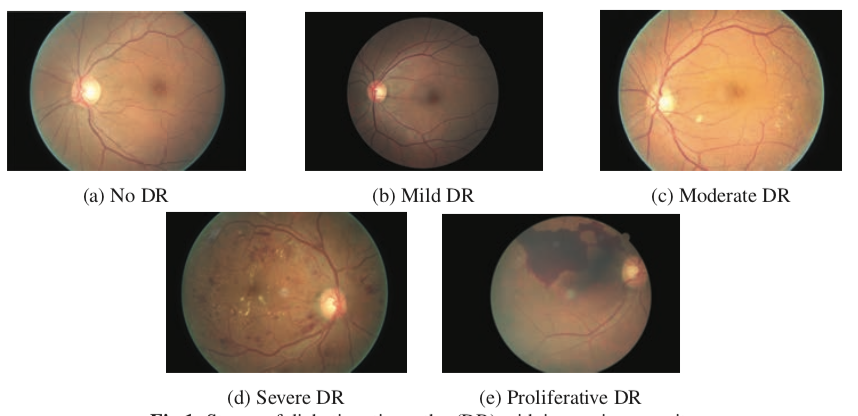 (a) No DR
(b) Mild DR
(c) Moderate DR
(d) Severe DR
(e) Proliferative DR